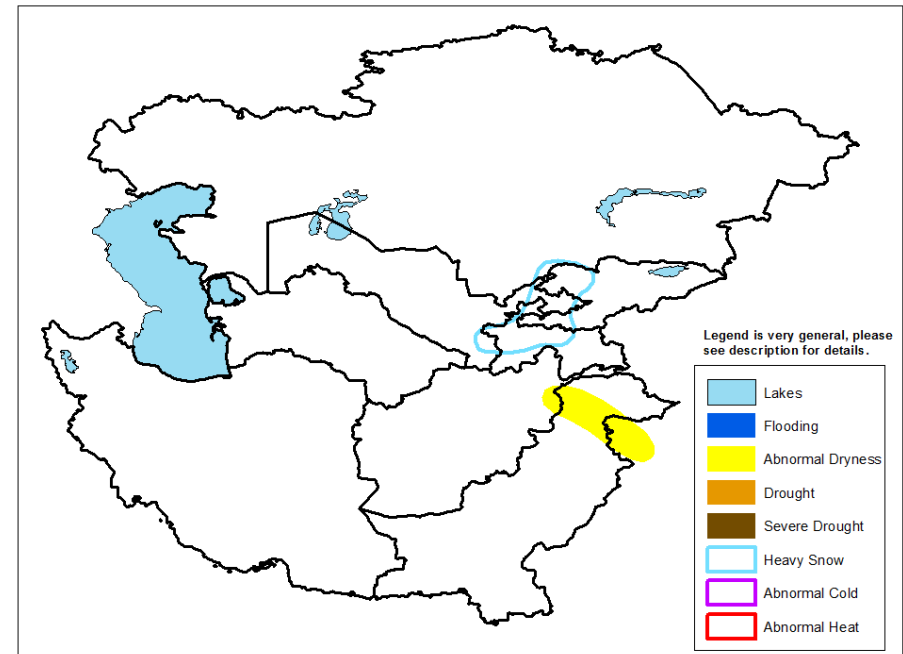 Legend is very general, please
see description for details.
Lakes
Flooding
Abnormal Dryness
Drought
Severe Drought
Heavy Snow
Abnormal Cold
Abnormal Heat